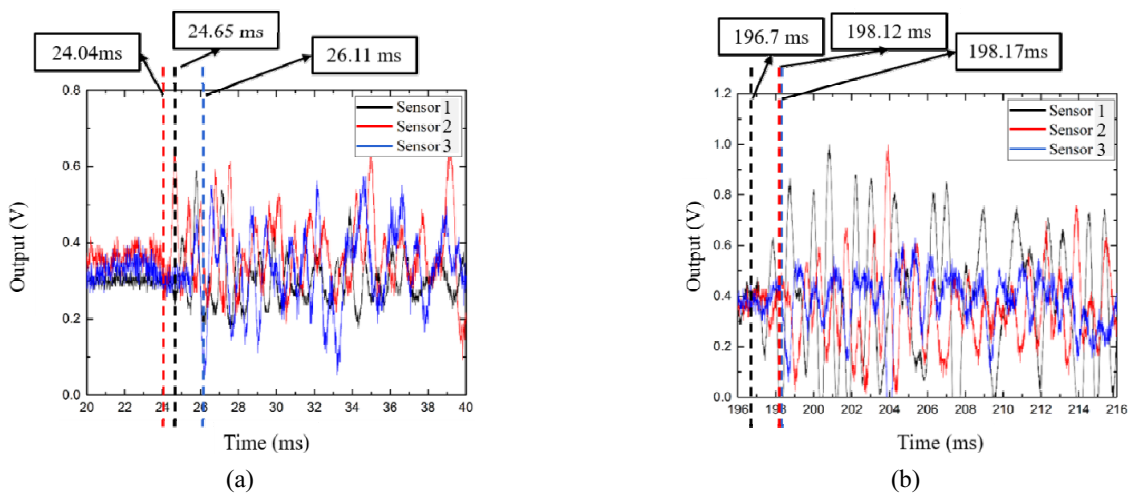 24.04ms
24.65 ms
26.11 ms
0.8
0.6
0.4
0.2
0.0
Output (V)
Sensor 1
Sensor 2
Sensor 3
20 22 24 26 28 30 32 34 36 38 40
Time (ms)
(a)
196.7 ms
198.12 ms
198.17ms
1.2
1.0
0.8
0.6
0.4
0.2
0.0
Output (V)
Sensor 1
Sensor 2
Sensor 3
196 198 200 202 204 206 208 210 212 214 216
Time (ms)
(b)